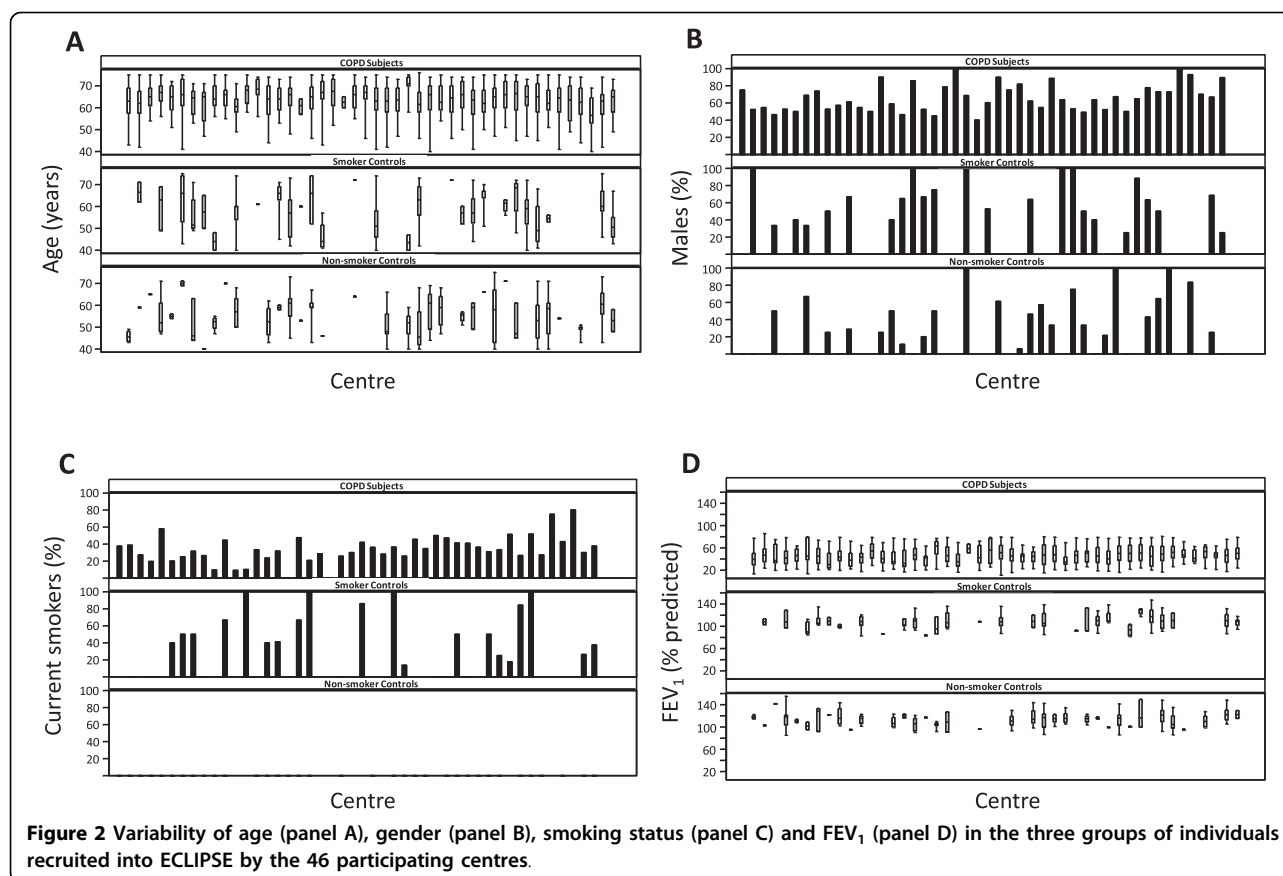 A
COPD Subjects
70
60
50
40
Smoker Controls
70
60
50
40
Non-smoker Controls
70
60
50
40
Age (years)
Centre
B
COPD Subjects
100
80
60
40
20
Smoker Controls
100
80
60
40
20
Non-smoker Controls
100
80
60
40
20
Males (%)
Centre
C
COPD Subjects
100
80
60
40
20
Smoker Controls
100
80
60
40
20
Non-smoker Controls
100
80
60
40
20
Current smokers (%)
Centre
D
COPD Subjects
140
100
80
60
40
20
Smoker Controls
140
100
80
60
40
20
Non-smoker Controls
140
100
80
60
40
20
FEV₁ (% predicted)
Centre
Figure 2 Variability of age (panel A), gender (panel B), smoking status (panel C) and FEV₁ (panel D) in the three groups of individuals
recruited into ECLIPSE by the 46 participating centres.